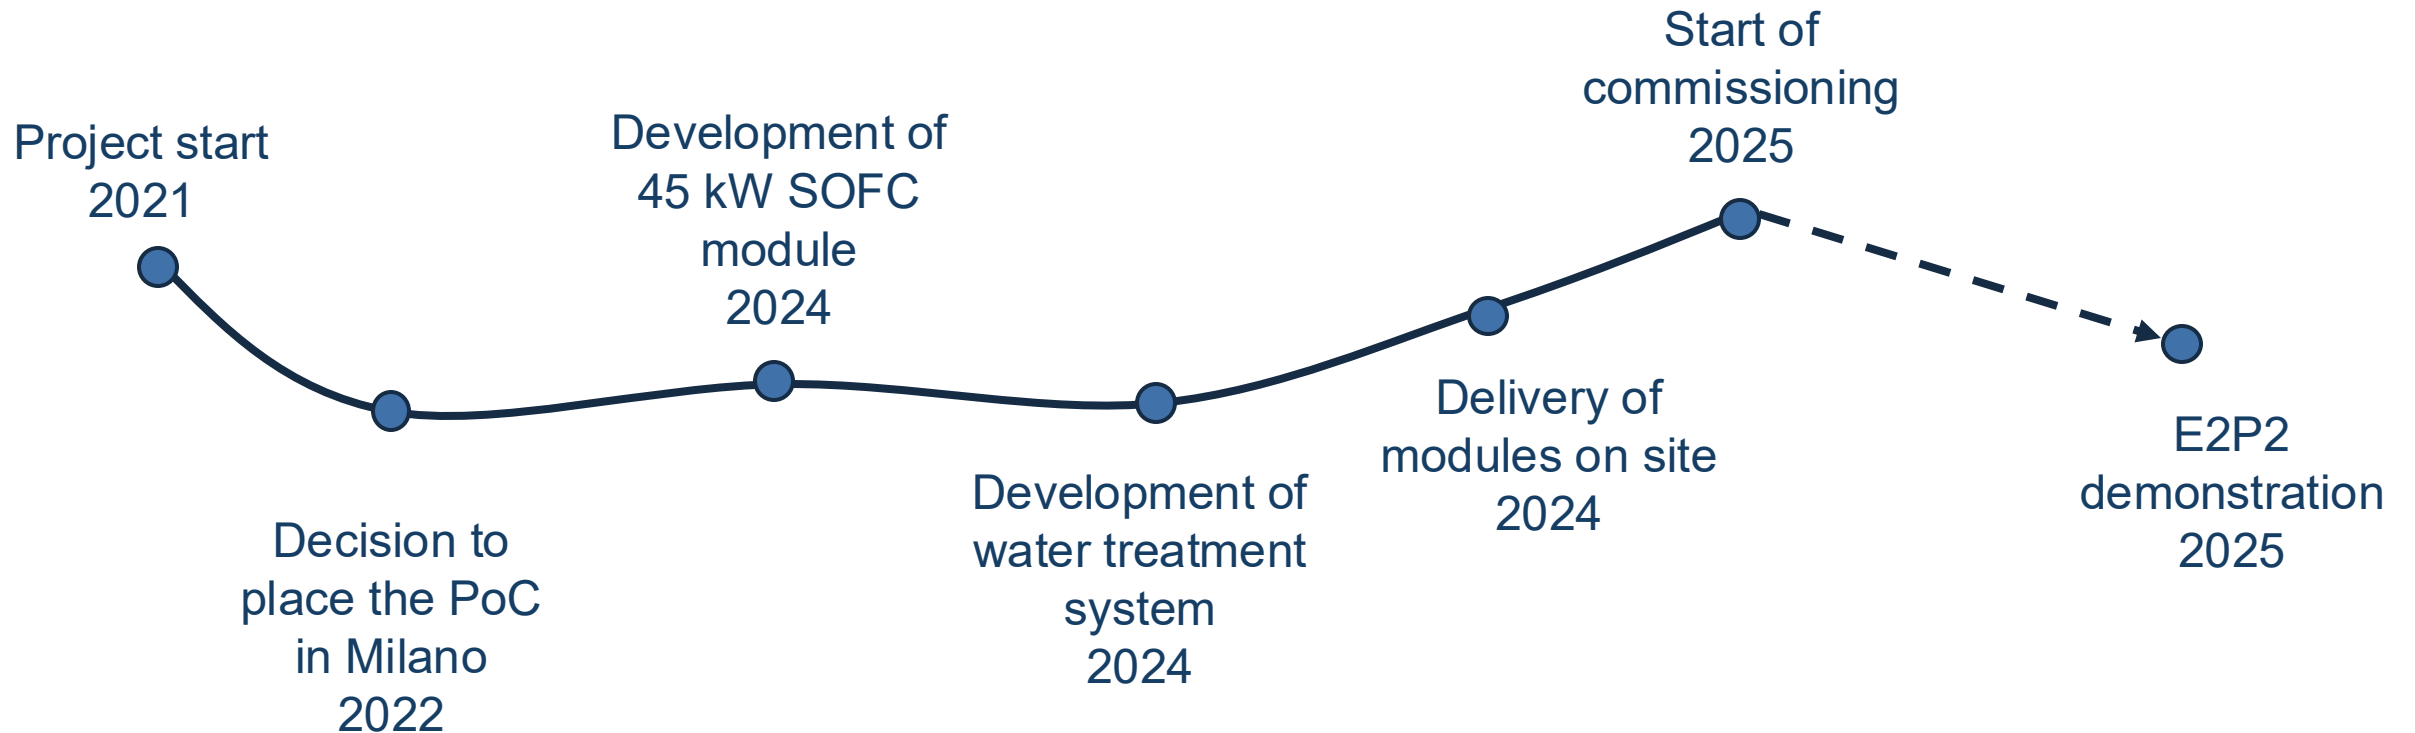 Project start
2021
Decision to
place the PoC
in Milano
2022
Development of
45 kW SOFC
module
2024
Development of
water treatment
system
2024
Delivery of
modules on site
2024
Start of
commissioning
2025
E2P2
demonstration
2025